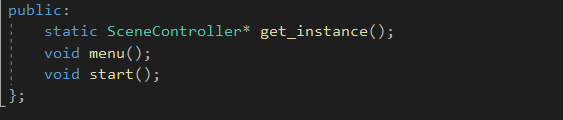 public:
static SceneController* get_instance();
void menu();
void start();
};